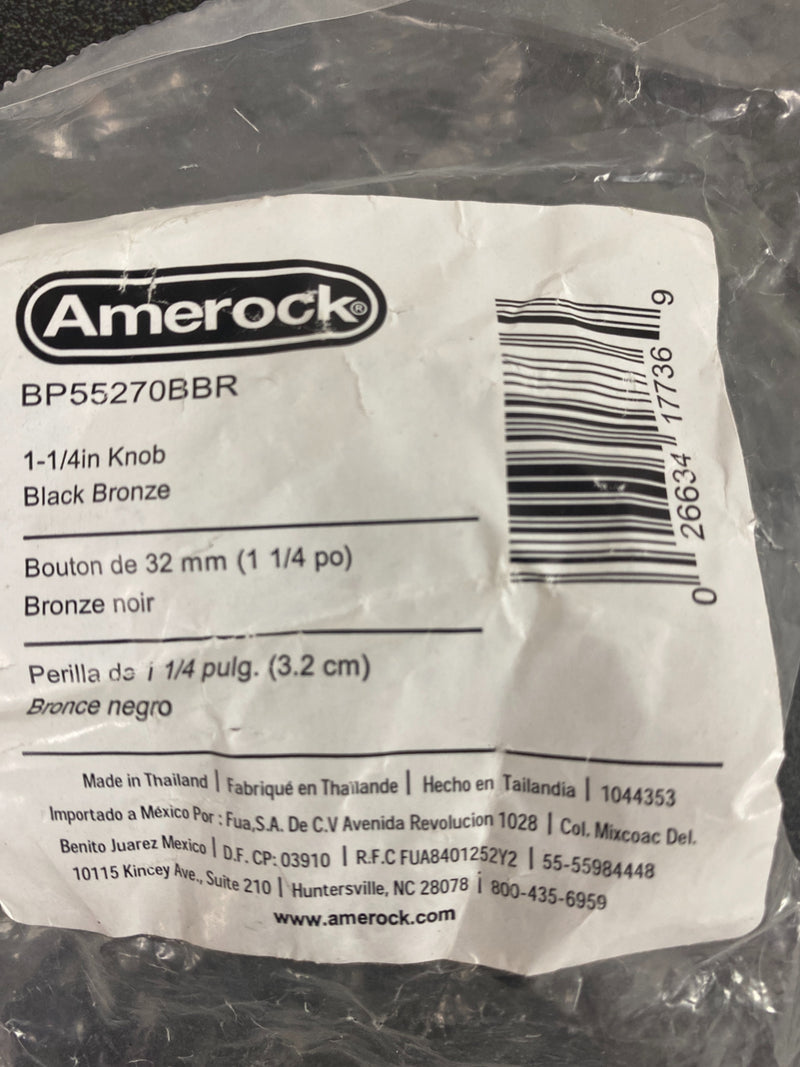 Amerock®
BP55270BBR
1-1/4in Knob
Black Bronze
Bouton de 32 mm (1 1/4 po)
Bronze noir
Perilla de 1 1/4 pulg. (3.2 cm)
Bronce negro
Made in Thailand | Fabriqué en Thaïlande | Hecho en Tailandia | 1044353
Importado a México Por : Fua,S.A. De C.V Avenida Revolucion 1028 | Col. Mixcoac Del.
Benito Juarez Mexico | D.F. CP: 03910 | R.F.C FUA8401252Y2 | 55-55984448
10115 Kincey Ave., Suite 210 | Huntersville, NC 28078 | 800-435-6959
www.amerock.com
0 26634 17736 9